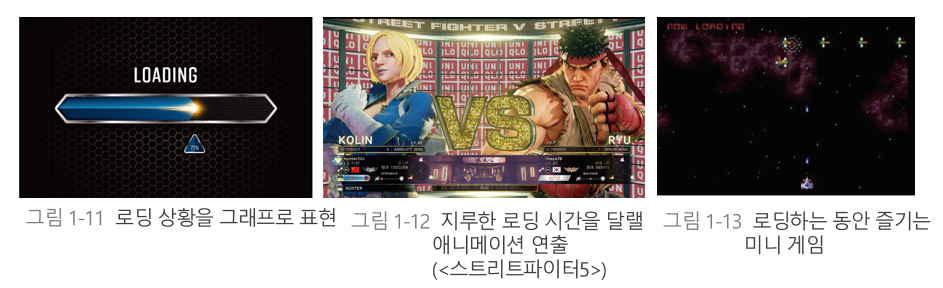 LOADING
77%
STREET FIGHTER V STREET
UNIQLO
KOLIN
VS
RYU
HUNTER
NOW LOADING
그림 1-11 로딩 상황을 그래프로 표현
그림 1-12 지루한 로딩 시간을 달랠
애니메이션 연출
(<스트리트파이터5>)
그림 1-13 로딩하는 동안 즐기는
미니 게임